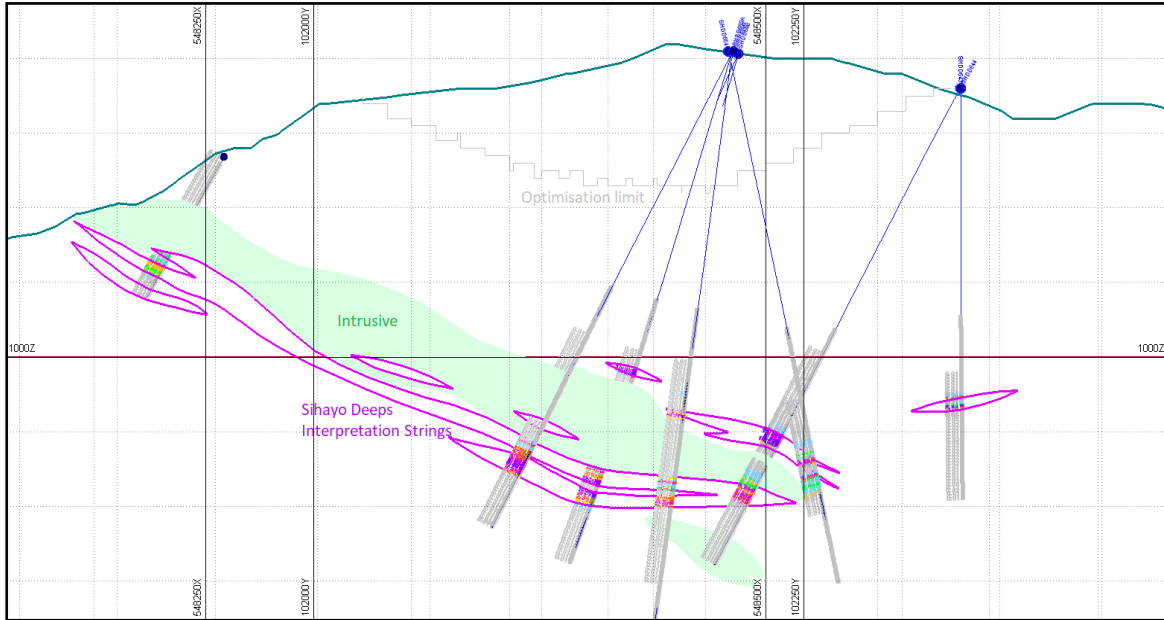 548250X
102000Y
548500X
102250Y
Optimisation limit
Intrusive
1000Z
1000Z
Sihayo Deeps
Interpretation Strings
548250X
102000Y
548500X
102250Y